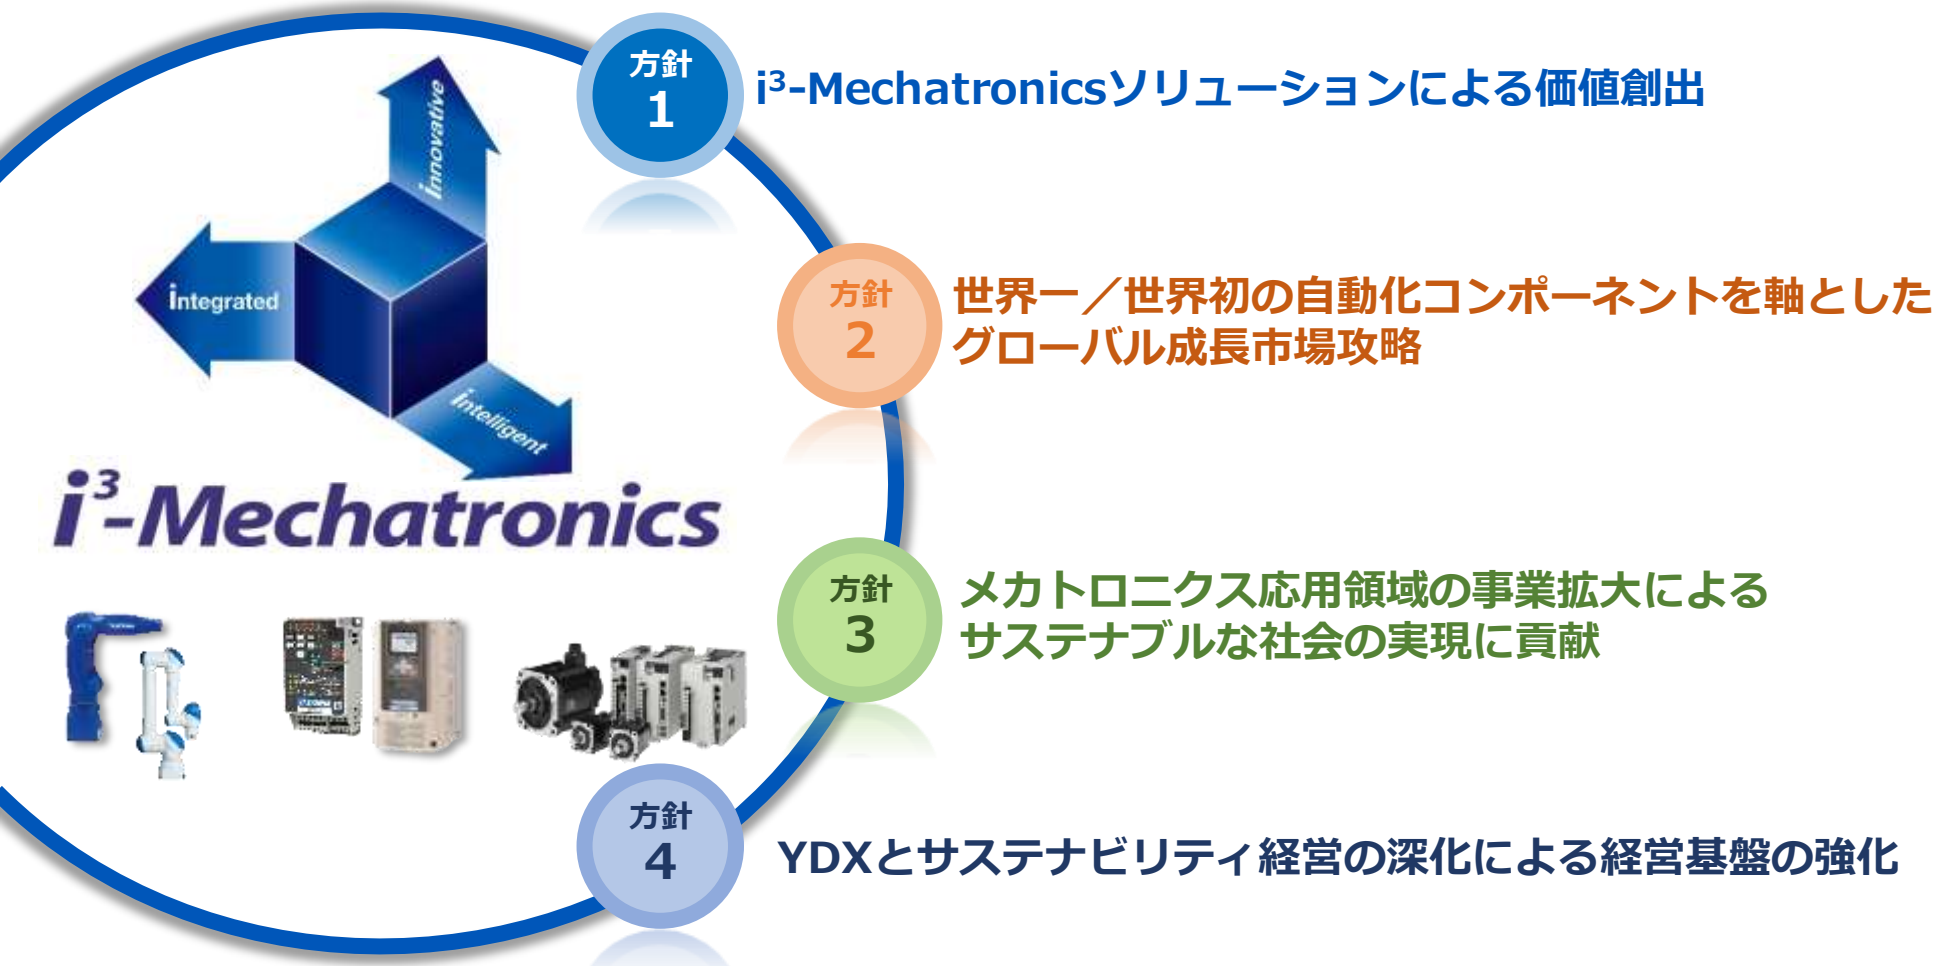 innovative
integrated
intelligent
i³-Mechatronics
方針
1
i³-Mechatronicsソリューションによる価値創出
方針
2
世界一／世界初の自動化コンポーネントを軸とした
グローバル成長市場攻略
方針
3
メカトロニクス応用領域の事業拡大による
サステナブルな社会の実現に貢献
方針
4
YDXとサステナビリティ経営の深化による経営基盤の強化